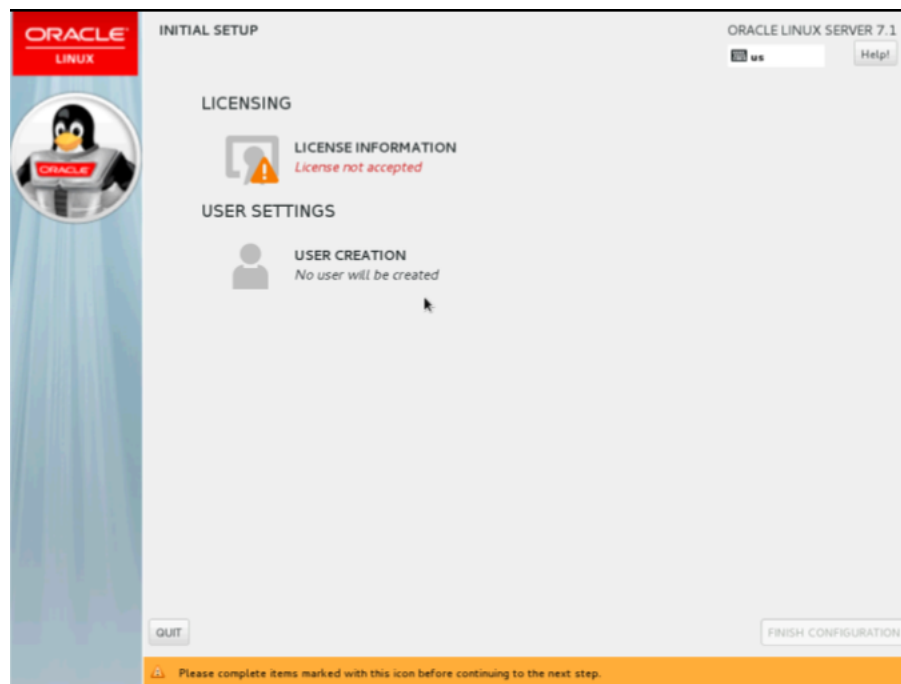 ORACLE
LINUX
INITIAL SETUP
ORACLE LINUX SERVER 7.1
us
Help!
ORACLE
LICENSING
LICENSE INFORMATION
License not accepted
USER SETTINGS
USER CREATION
No user will be created
QUIT
FINISH CONFIGURATION
Please complete items marked with this icon before continuing to the next step.